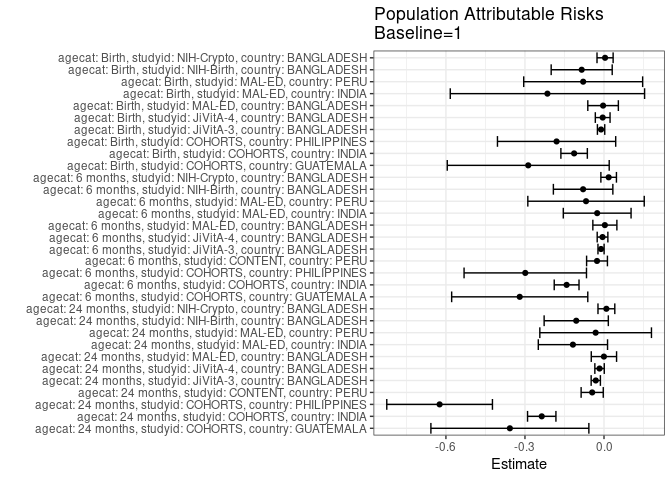 Population Attributable Risks
Baseline=1
agecat: Birth, studyid: NIH-Crypto, country: BANGLADESH
agecat: Birth, studyid: NIH-Birth, country: BANGLADESH
agecat: Birth, studyid: MAL-ED, country: PERU
agecat: Birth, studyid: MAL-ED, country: INDIA
agecat: Birth, studyid: MAL-ED, country: BANGLADESH
agecat: Birth, studyid: JiVitA-4, country: BANGLADESH
agecat: Birth, studyid: JiVitA-3, country: BANGLADESH
agecat: Birth, studyid: COHORTS, country: PHILIPPINES
agecat: Birth, studyid: COHORTS, country: INDIA
agecat: Birth, studyid: COHORTS, country: GUATEMALA
agecat: 6 months, studyid: NIH-Crypto, country: BANGLADESH
agecat: 6 months, studyid: NIH-Birth, country: BANGLADESH
agecat: 6 months, studyid: MAL-ED, country: PERU
agecat: 6 months, studyid: MAL-ED, country: INDIA
agecat: 6 months, studyid: MAL-ED, country: BANGLADESH
agecat: 6 months, studyid: JiVitA-4, country: BANGLADESH
agecat: 6 months, studyid: JiVitA-3, country: BANGLADESH
agecat: 6 months, studyid: CONTENT, country: PERU
agecat: 6 months, studyid: COHORTS, country: PHILIPPINES
agecat: 6 months, studyid: COHORTS, country: INDIA
agecat: 6 months, studyid: COHORTS, country: GUATEMALA
agecat: 24 months, studyid: NIH-Crypto, country: BANGLADESH
agecat: 24 months, studyid: NIH-Birth, country: BANGLADESH
agecat: 24 months, studyid: MAL-ED, country: PERU
agecat: 24 months, studyid: MAL-ED, country: INDIA
agecat: 24 months, studyid: MAL-ED, country: BANGLADESH
agecat: 24 months, studyid: JiVitA-4, country: BANGLADESH
agecat: 24 months, studyid: JiVitA-3, country: BANGLADESH
agecat: 24 months, studyid: CONTENT, country: PERU
agecat: 24 months, studyid: COHORTS, country: PHILIPPINES
agecat: 24 months, studyid: COHORTS, country: INDIA
agecat: 24 months, studyid: COHORTS, country: GUATEMALA
-0.6 -0.3 0.0
Estimate